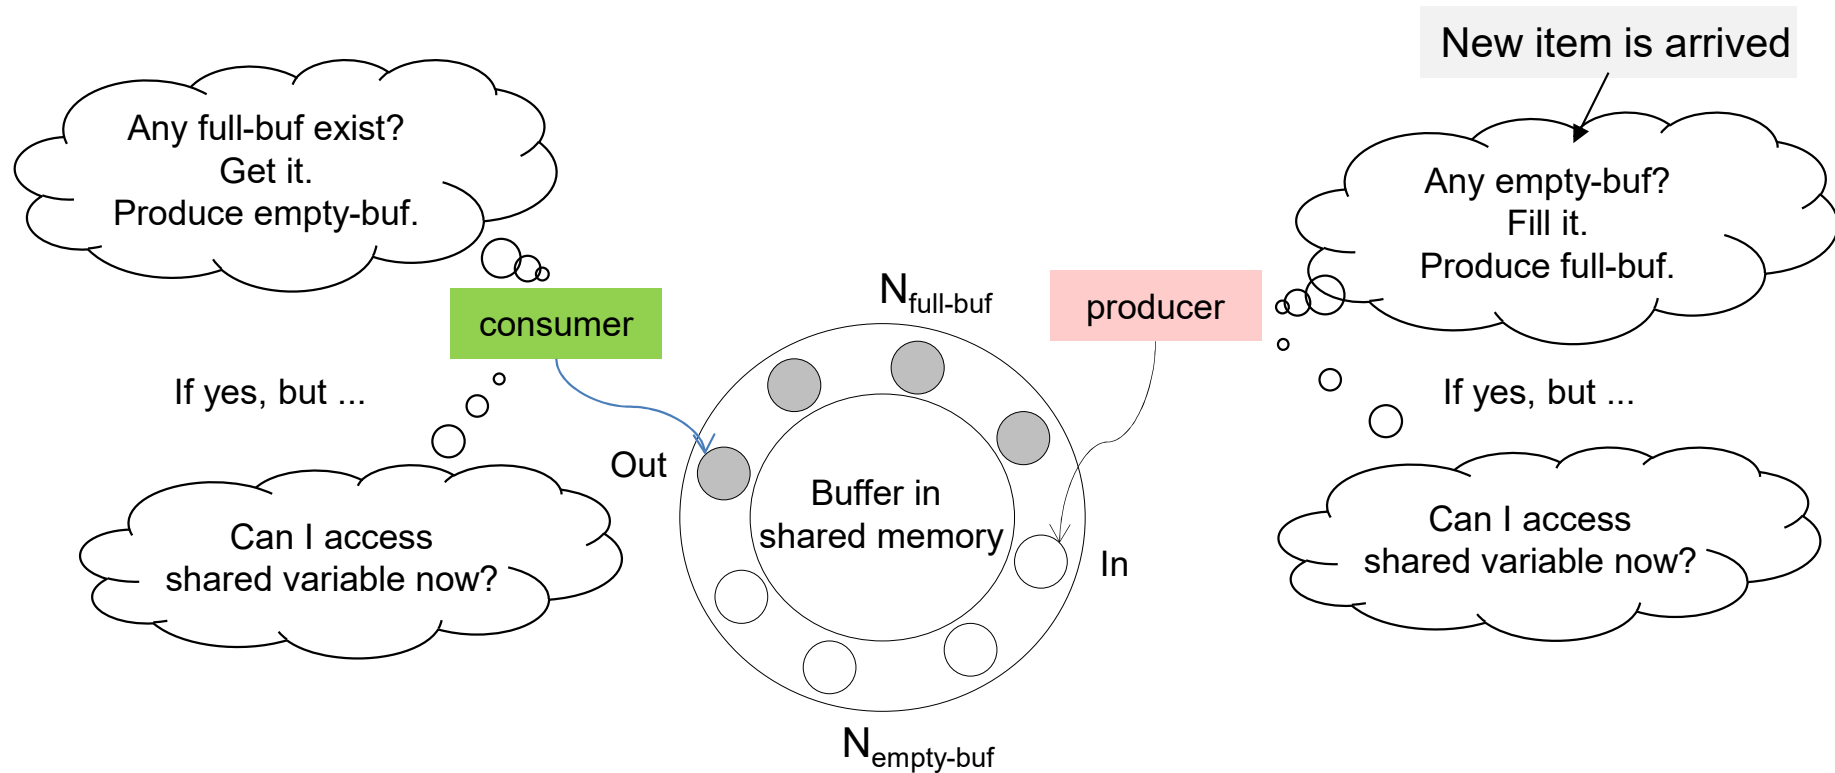 New item is arrived
Any full-buf exist?
Get it.
Produce empty-buf.
Any empty-buf?
Fill it.
Produce full-buf.
consumer
Nfull-buf
producer
If yes, but ...
If yes, but ...
Out
Buffer in
shared memory
In
Can I access
shared variable now?
Can I access
shared variable now?
Nempty-buf